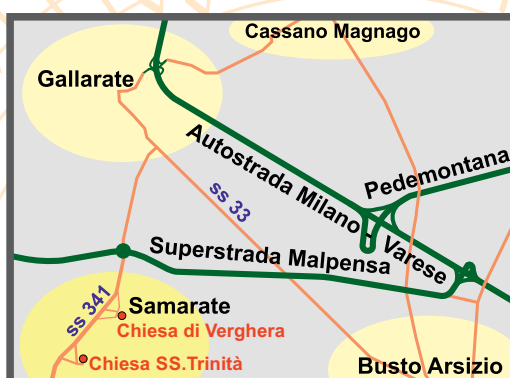 Cassano Magnago
Gallarate
Autostrada Milano - Varese
Pedemontana
ss 33
Superstrada Malpensa
ss 341
Samarate
Chiesa di Verghera
Chiesa SS.Trinità
Busto Arsizio